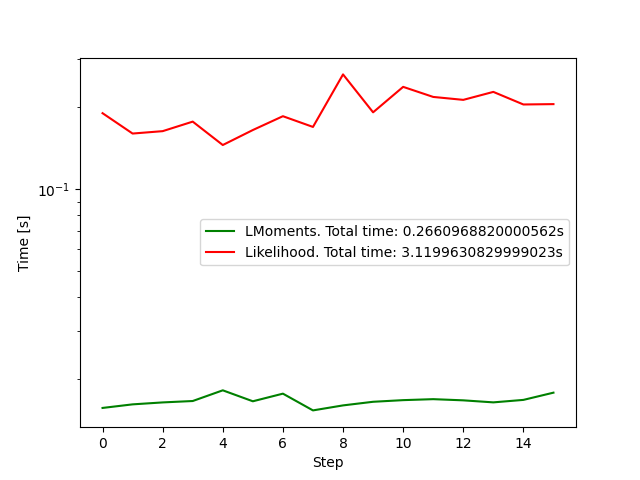 Time [s]
10⁻¹
LMoments. Total time: 0.2660968820000562s
Likelihood. Total time: 3.1199630829999023s
0 2 4 6 8 10 12 14
Step